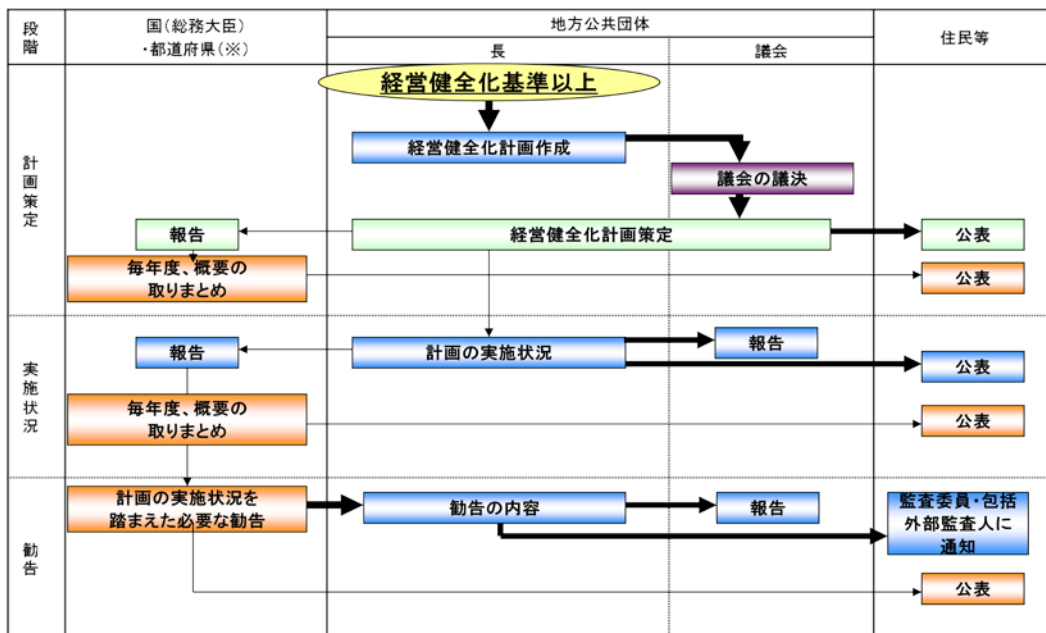 段階
国(総務大臣)
・都道府県(※)
地方公共団体
長
議会
住民等
計画策定
経営健全化基準以上
経営健全化計画作成
議会の議決
報告
経営健全化計画策定
公表
毎年度、概要の
取りまとめ
公表
実施状況
報告
計画の実施状況
報告
公表
毎年度、概要の
取りまとめ
公表
勧告
計画の実施状況を
踏まえた必要な勧告
勧告の内容
報告
監査委員・包括
外部監査人に
通知
公表